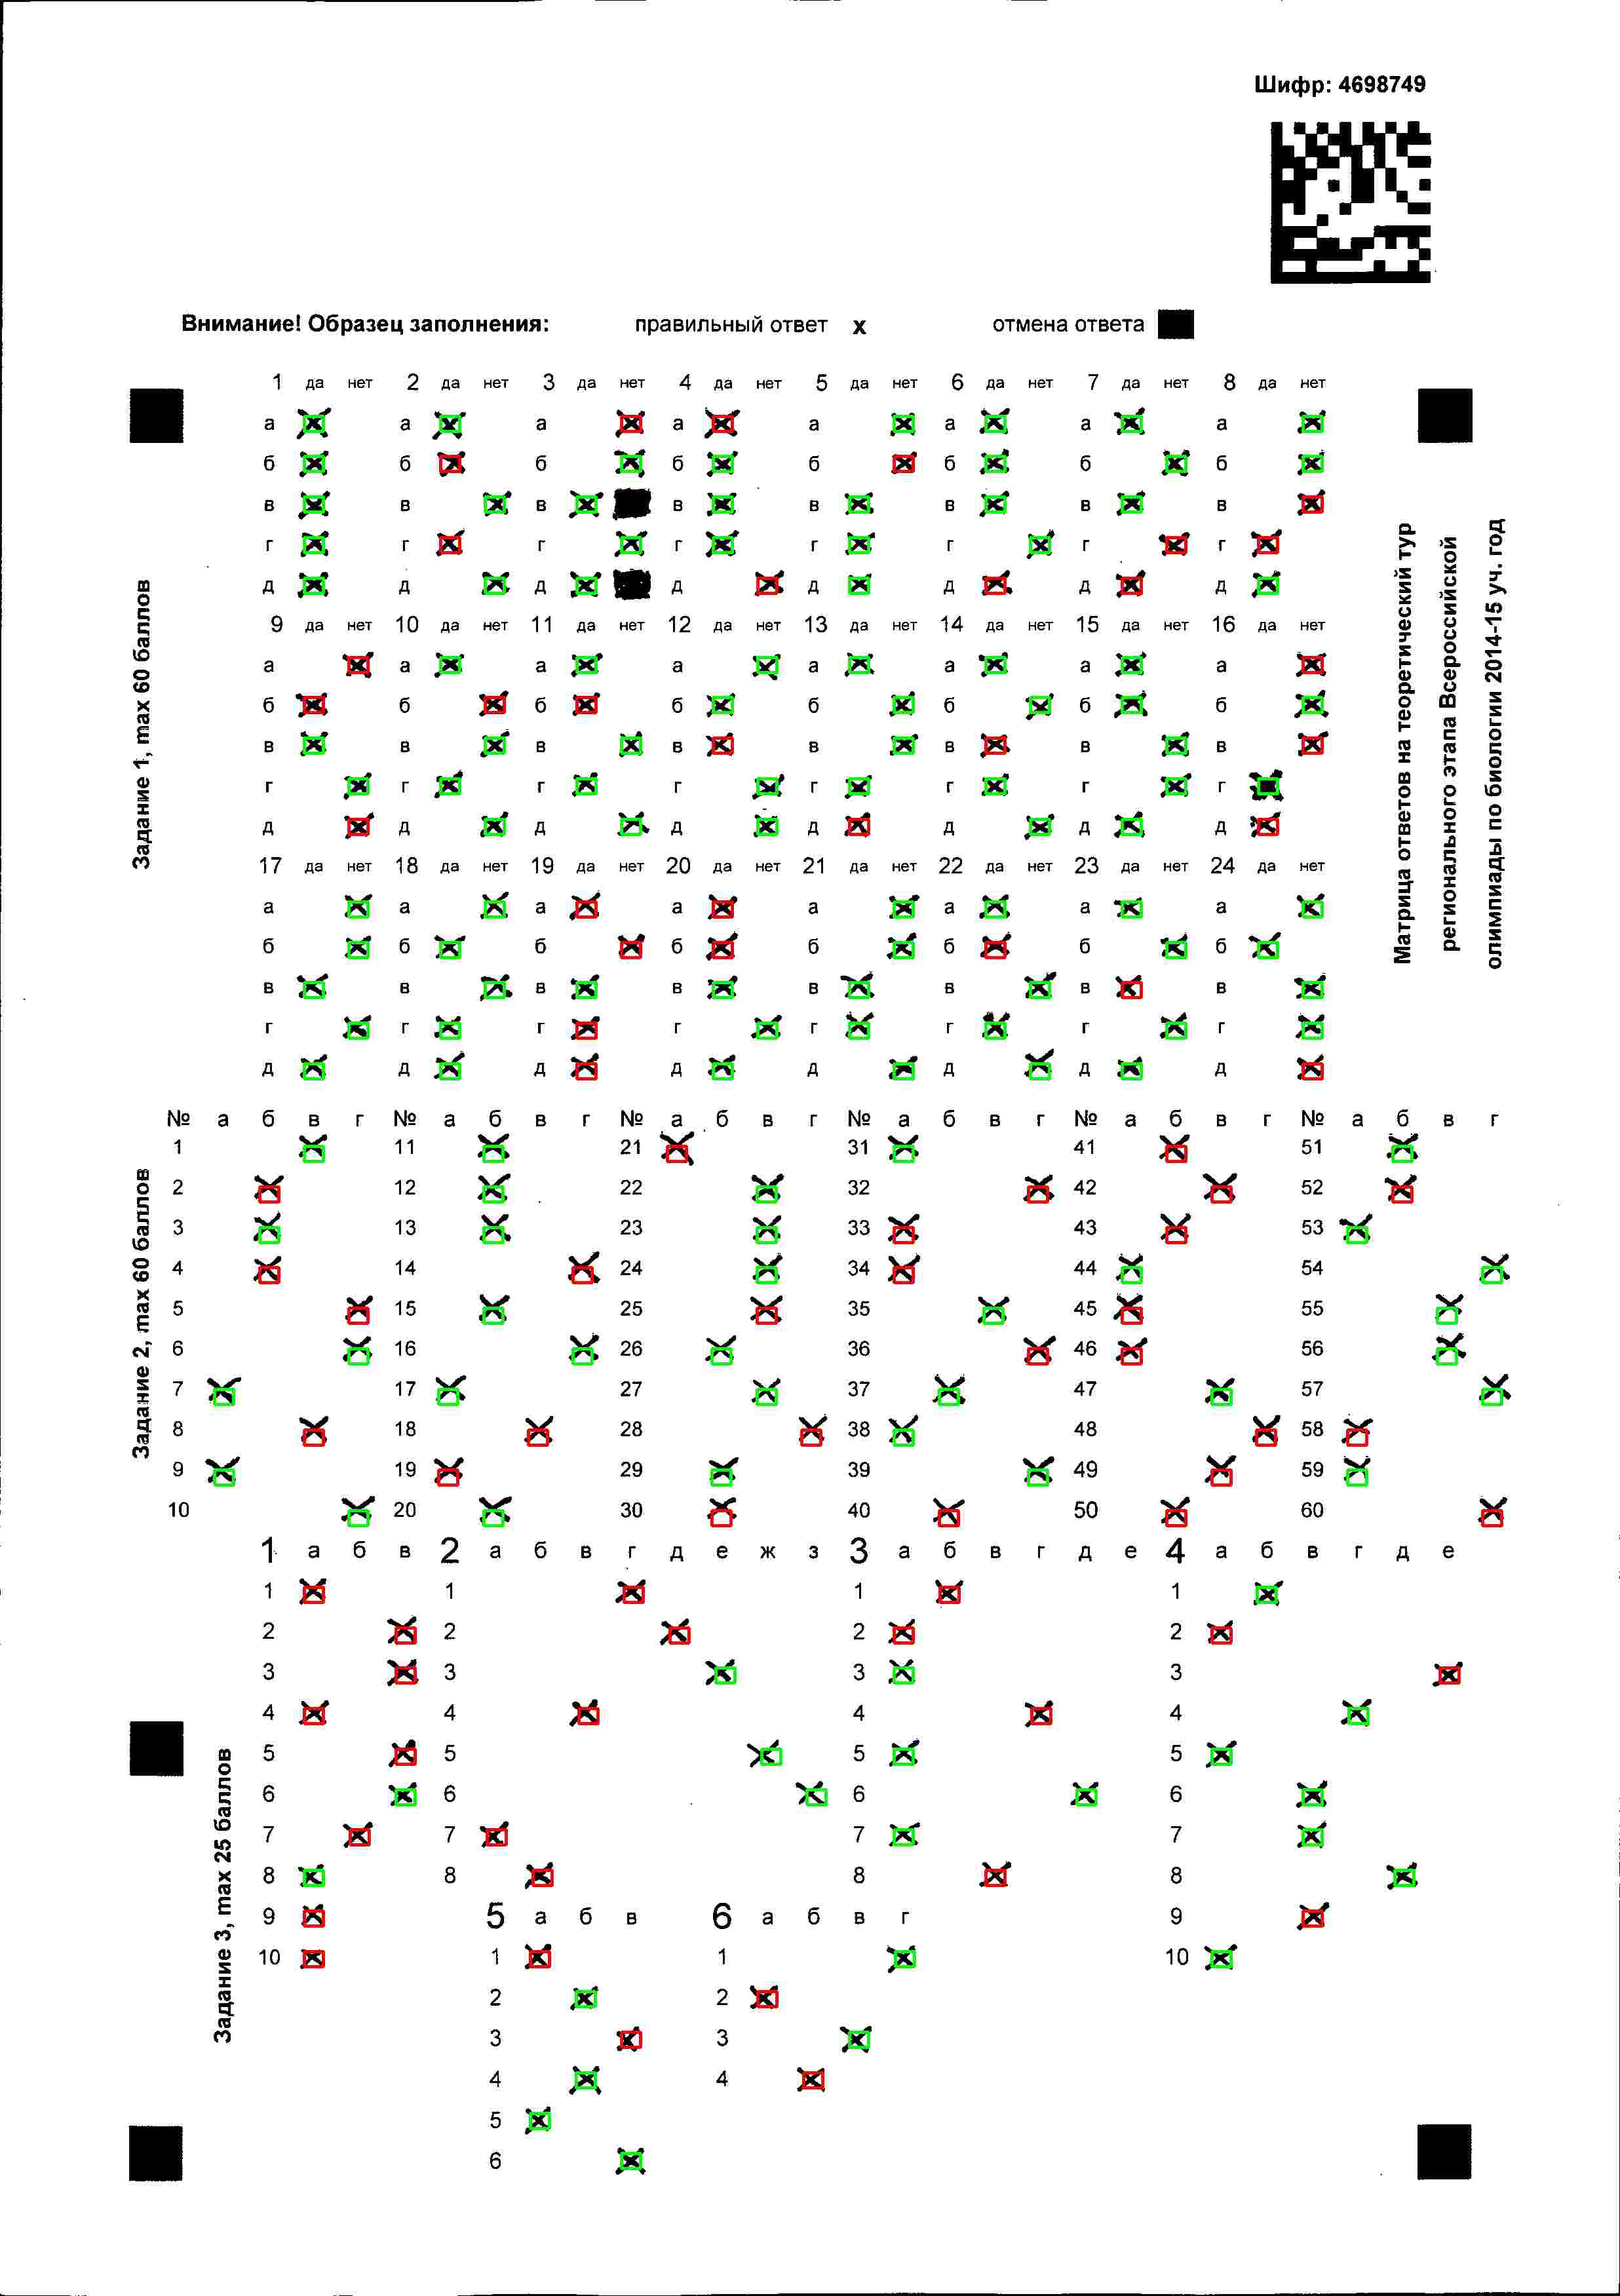 Шифр: 4698749
Внимание! Образец заполнения: правильный ответ x отмена ответа
Задание 1, max 60 баллов
1 да нет 2 да нет 3 да нет 4 да нет 5 да нет 6 да нет 7 да нет 8 да нет
а а а а а а а а
б б б б б б б б
в в в в в в в в
г г г г г г г г
д д д д д д д д
9 да нет 10 да нет 11 да нет 12 да нет 13 да нет 14 да нет 15 да нет 16 да нет
а а а а а а а а
б б б б б б б б
в в в в в в в в
г г г г г г г г
д д д д д д д д
17 да нет 18 да нет 19 да нет 20 да нет 21 да нет 22 да нет 23 да нет 24 да нет
а а а а а а а а
б б б б б б б б
в в в в в в в в
г г г г г г г г
д д д д д д д д
Матрица ответов на теоретический тур
регионального этапа Всероссийской
олимпиады по биологии 2014-15 уч. год
Задание 2, max 60 баллов
№ а б в г № а б в г № а б в г № а б в г № а б в г № а б в г
1 11 21 31 41 51
2 12 22 32 42 52
3 13 23 33 43 53
4 14 24 34 44 54
5 15 25 35 45 55
6 16 26 36 46 56
7 17 27 37 47 57
8 18 28 38 48 58
9 19 29 39 49 59
10 20 30 40 50 60
Задание 3, max 25 баллов
1 а б в 2 а б в г д е ж з 3 а б в г д е 4 а б в г д е
1 1 1 1
2 2 2 2
3 3 3 3
4 4 4 4
5 5 5 5
6 6 6 6
7 7 7 7
8 8 8 8
9 5 а б в 6 а б в г 9
10 1 1 10
2 2
3 3
4 4
5
6